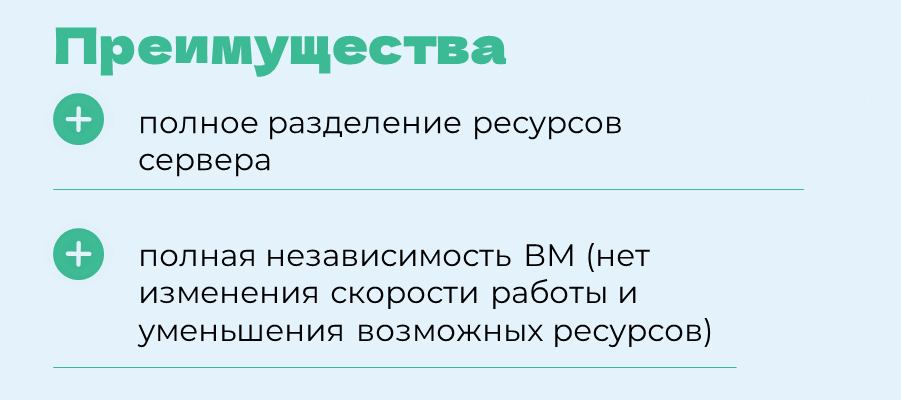 Преимущества
полное разделение ресурсов
сервера
полная независимость ВМ (нет
изменения скорости работы и
уменьшения возможных ресурсов)